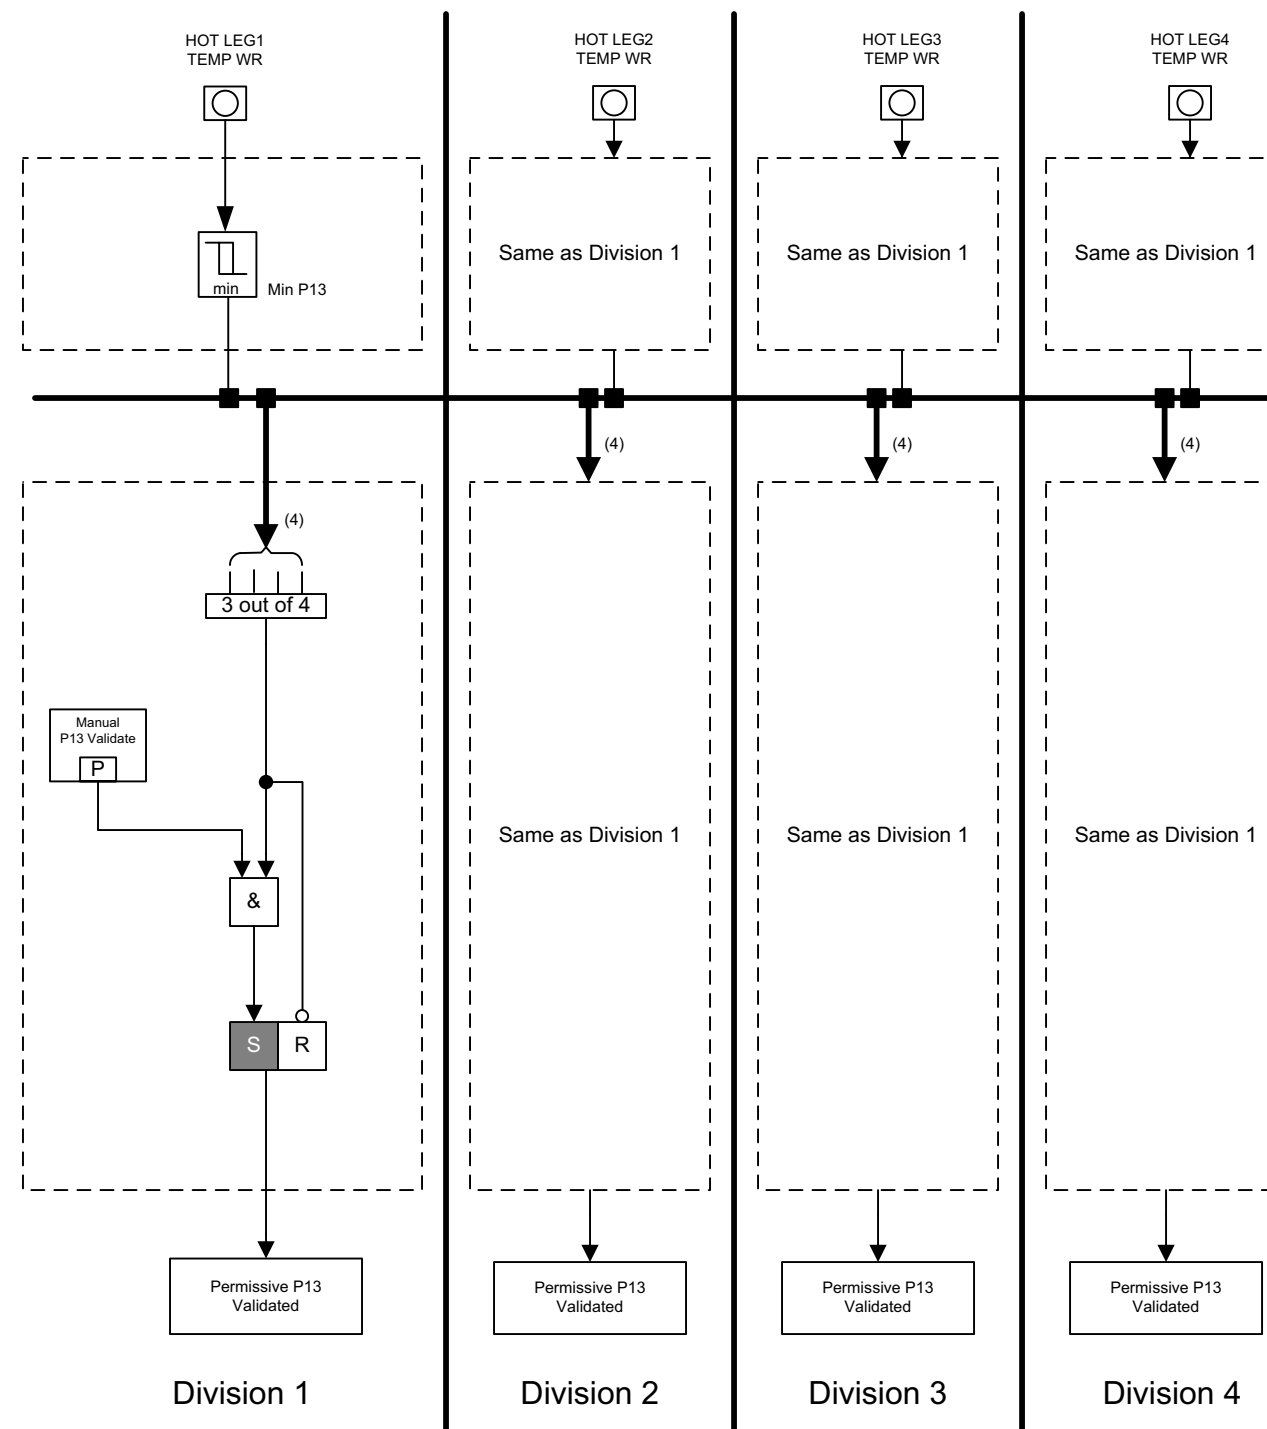 HOT LEG1
TEMP WR
HOT LEG2
TEMP WR
HOT LEG3
TEMP WR
HOT LEG4
TEMP WR
min
Min P13
Same as Division 1
Same as Division 1
Same as Division 1
(4)
(4)
(4)
(4)
3 out of 4
Manual
P13 Validate
P
&
S
R
Same as Division 1
Same as Division 1
Same as Division 1
Permissive P13
Validated
Permissive P13
Validated
Permissive P13
Validated
Permissive P13
Validated
Division 1
Division 2
Division 3
Division 4